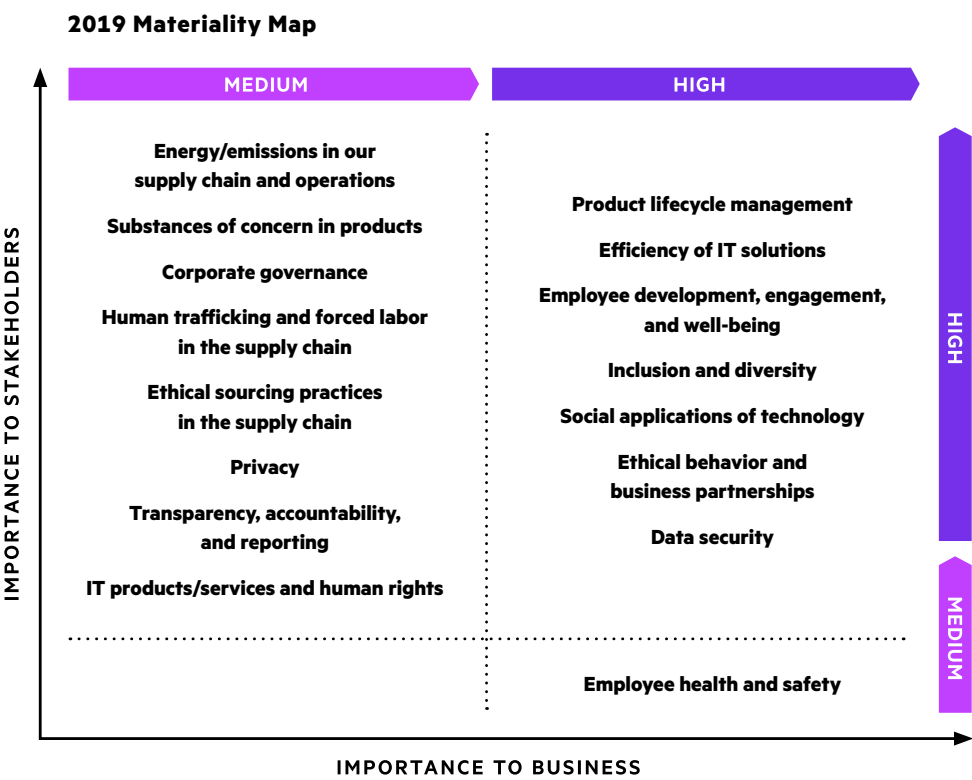 2019 Materiality Map
MEDIUM
HIGH
Energy/emissions in our
supply chain and operations
Substances of concern in products
Corporate governance
Human trafficking and forced labor
in the supply chain
Ethical sourcing practices
in the supply chain
Privacy
Transparency, accountability,
and reporting
IT products/services and human rights
Product lifecycle management
Efficiency of IT solutions
Employee development, engagement,
and well-being
Inclusion and diversity
Social applications of technology
Ethical behavior and
business partnerships
Data security
Employee health and safety
HIGH
MEDIUM
IMPORTANCE TO STAKEHOLDERS
IMPORTANCE TO BUSINESS